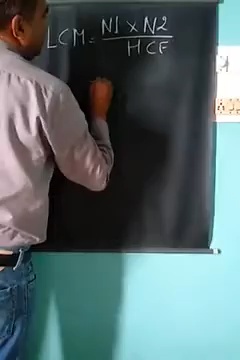 LCM = N1 x N2
HCF